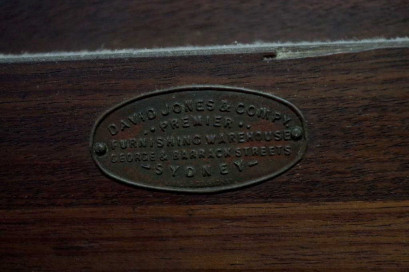 DAVID JONES & COMPY.
PREMIER
FURNISHING WAREHOUSE
GEORGE & BARRACK STREETS
- SYDNEY -